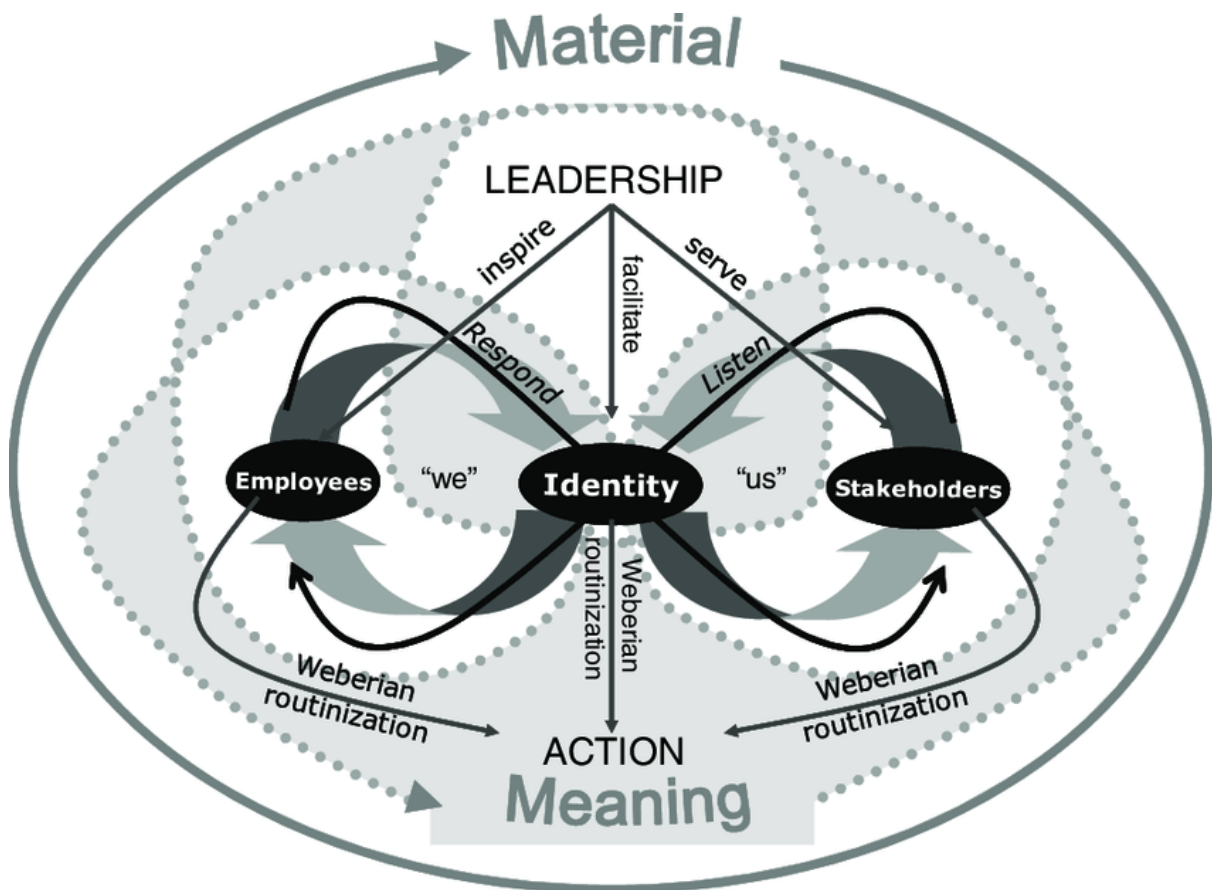 Material
LEADERSHIP
inspire
facilitate
serve
Respond
Listen
Employees
“we”
Identity
“us”
Stakeholders
Weberian
routinization
Weberian
routinization
Weberian
routinization
ACTION
Meaning